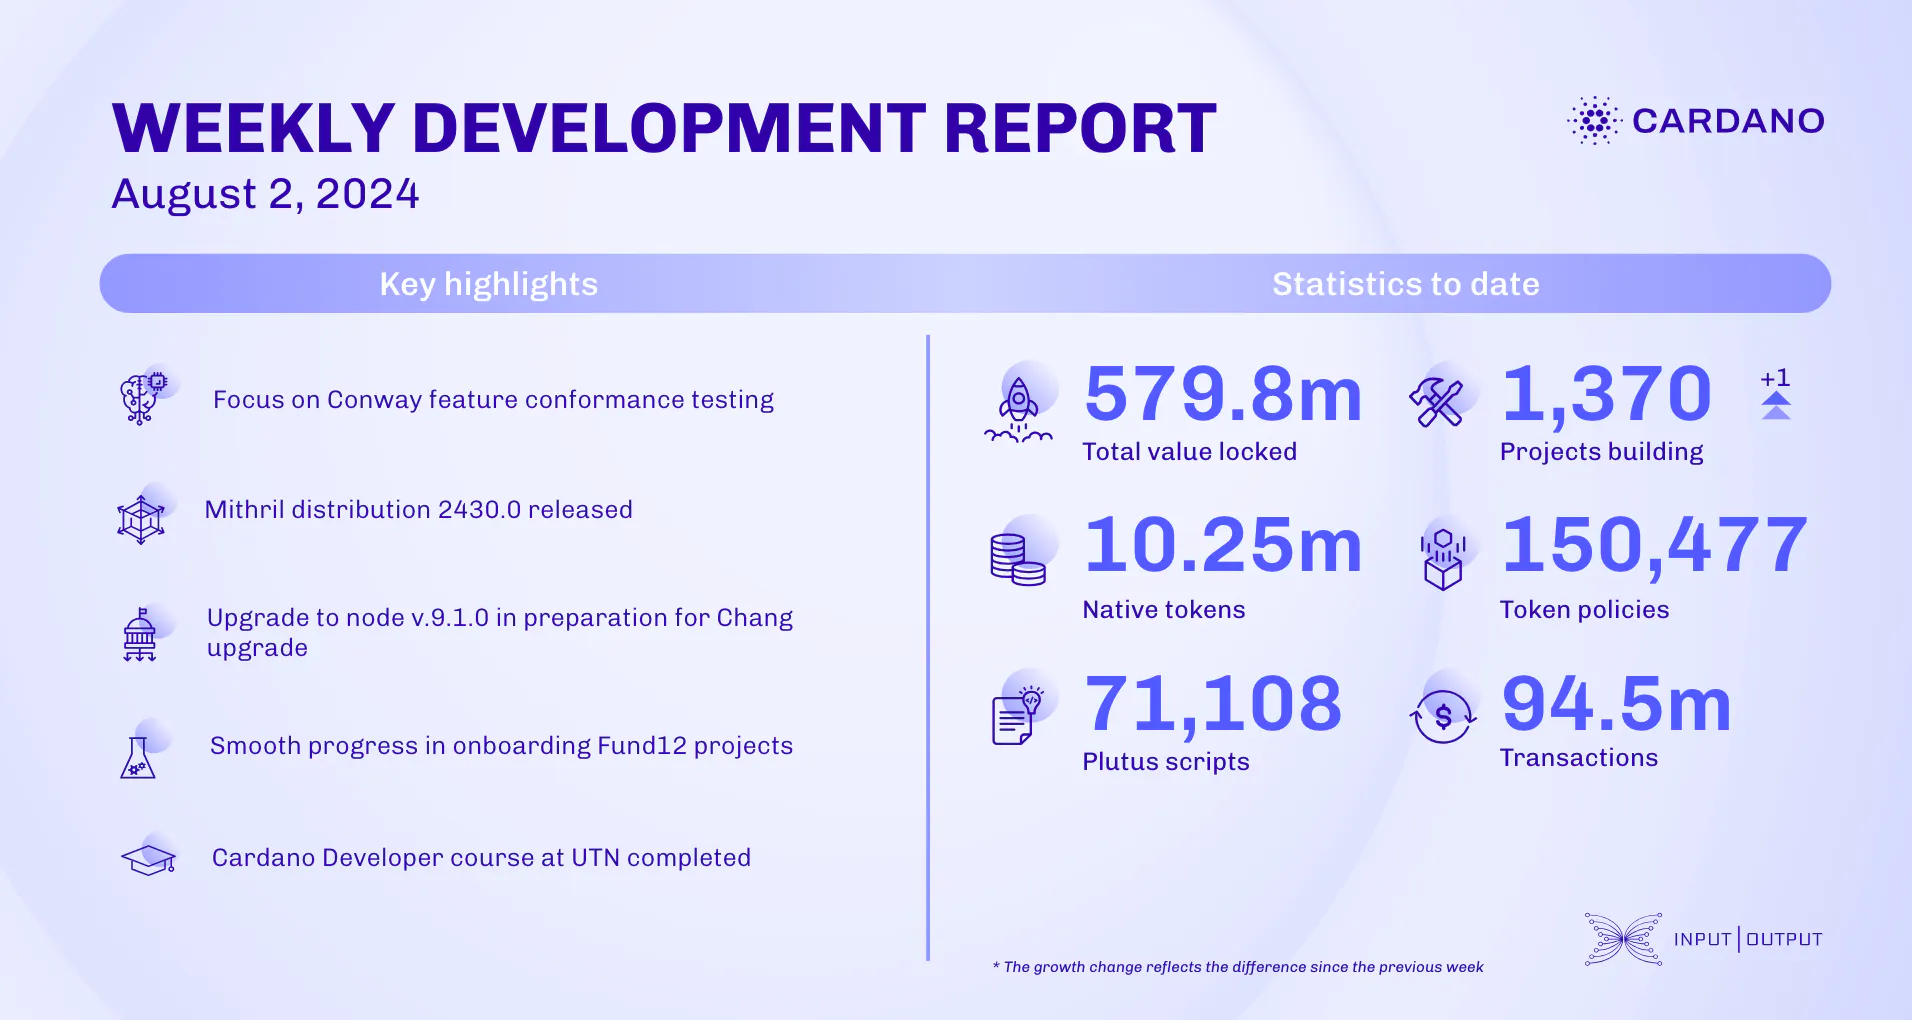 WEEKLY DEVELOPMENT REPORT
August 2, 2024
CARDANO
Key highlights
Focus on Conway feature conformance testing
Mithril distribution 2430.0 released
Upgrade to node v.9.1.0 in preparation for Chang
upgrade
Smooth progress in onboarding Fund12 projects
Cardano Developer course at UTN completed
Statistics to date
579.8m
Total value locked
1,370
+1
Projects building
10.25m
Native tokens
150,477
Token policies
71,108
Plutus scripts
$
94.5m
Transactions
* The growth change reflects the difference since the previous week
INPUT|OUTPUT